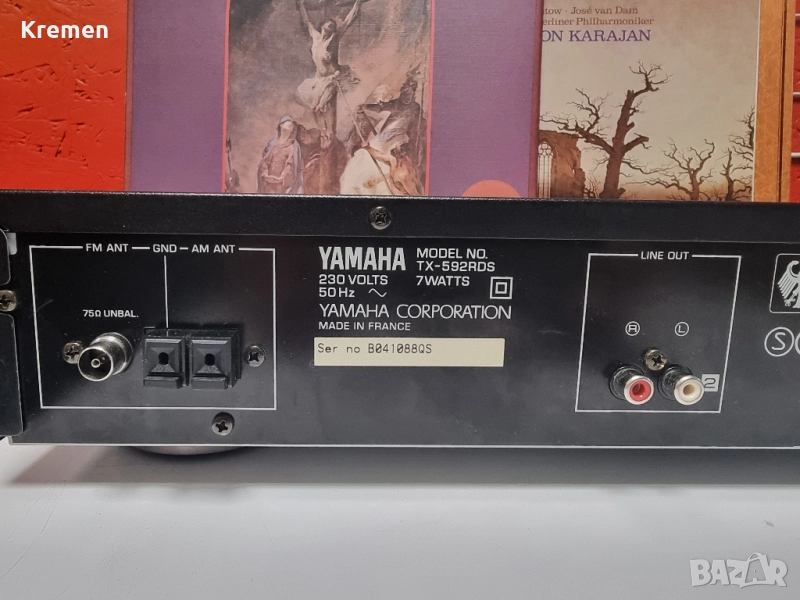 Kremen
tow · José van Dam
erliner Philharmoniker
ON KARAJAN
FM ANT GND AM ANT
75Ω UNBAL.
YAMAHA
MODEL NO.
TX-592RDS
230 VOLTS 7WATTS
50Hz
YAMAHA CORPORATION
MADE IN FRANCE
Ser no B041088QS
LINE OUT
R L
2
S
BAZAR